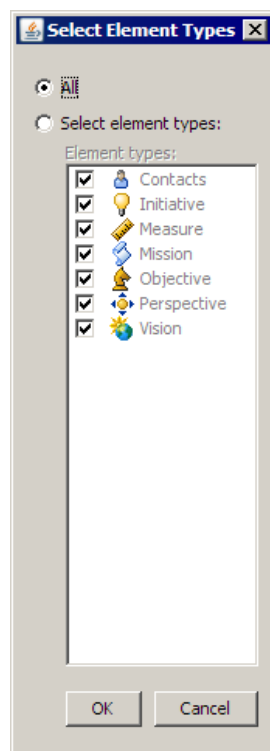 Select Element Types
All
Select element types:
Element types:
Contacts
Initiative
Measure
Mission
Objective
Perspective
Vision
OK Cancel